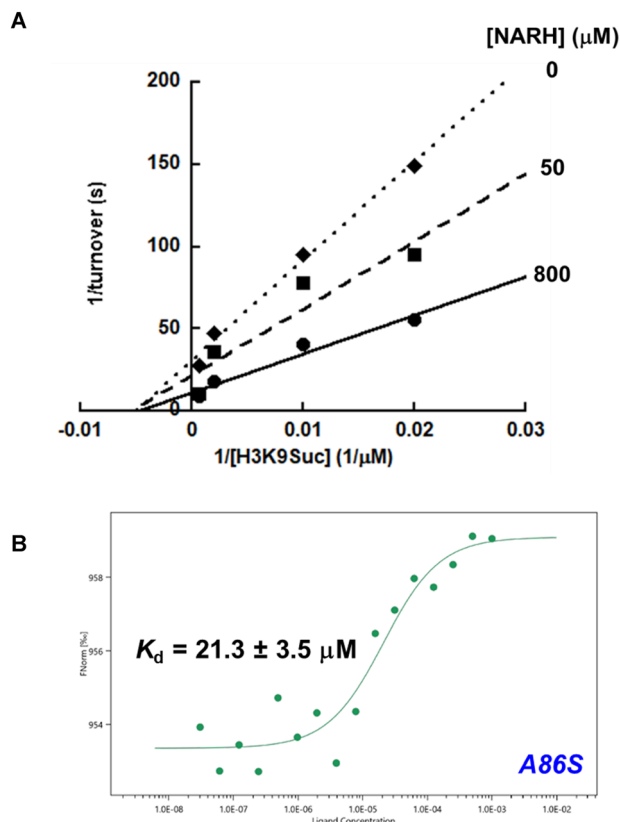 A
[NARH] (μM)
0
50
800
200
150
100
50
0
1/turnover (s)
-0.01
0
0.01
0.02
0.03
1/[H3K9Suc] (1/μM)
B
958
956
954
FNorm [‰]
Kd = 21.3 ± 3.5 μM
A86S
1.0E-08
1.0E-07
1.0E-06
1.0E-05
1.0E-04
1.0E-03
1.0E-02
Ligand Concentration